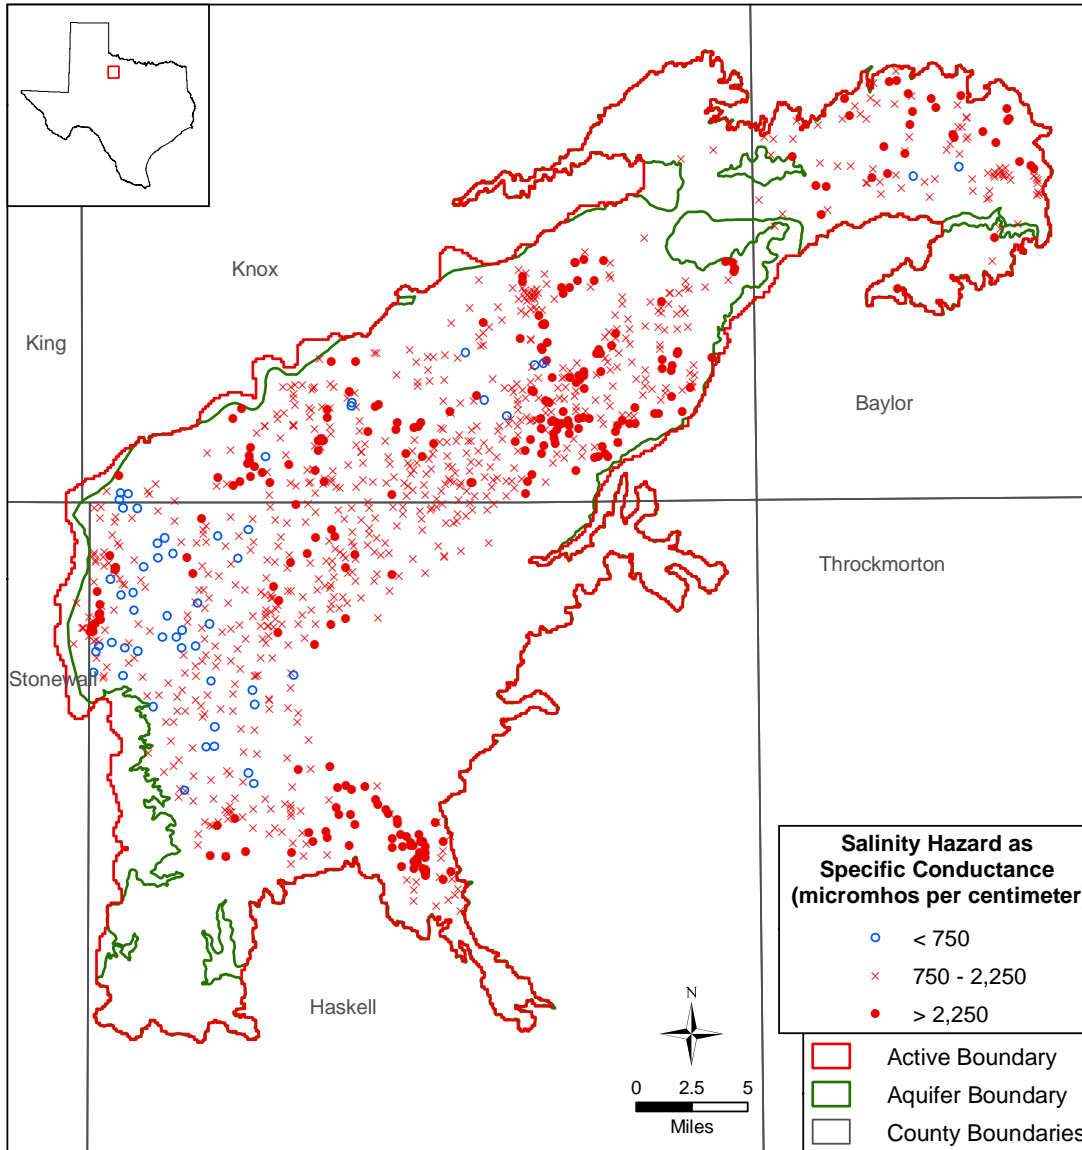 Knox
King
Baylor
Throckmorton
Stonewall
Haskell
N
0 2.5 5
Miles
Salinity Hazard as
Specific Conductance
(micromhos per centimeter
< 750
750 - 2,250
> 2,250
Active Boundary
Aquifer Boundary
County Boundaries